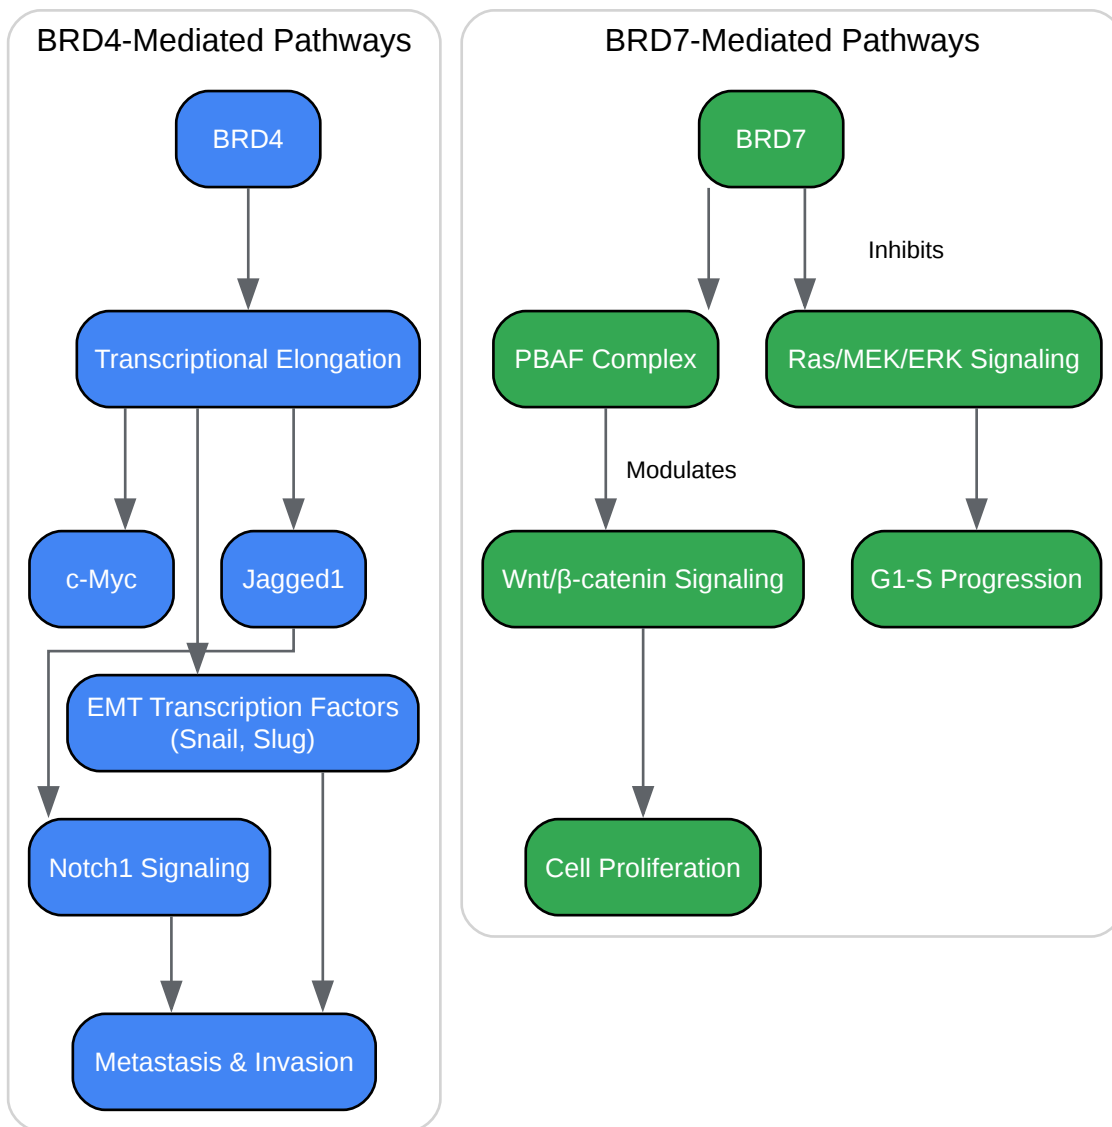 BRD4-Mediated Pathways
BRD4
Transcriptional Elongation
c-Myc
Jagged1
EMT Transcription Factors
(Snail, Slug)
Notch1 Signaling
Metastasis & Invasion
BRD7-Mediated Pathways
BRD7
Inhibits
PBAF Complex
Ras/MEK/ERK Signaling
Modulates
Wnt/β-catenin Signaling
G1-S Progression
Cell Proliferation